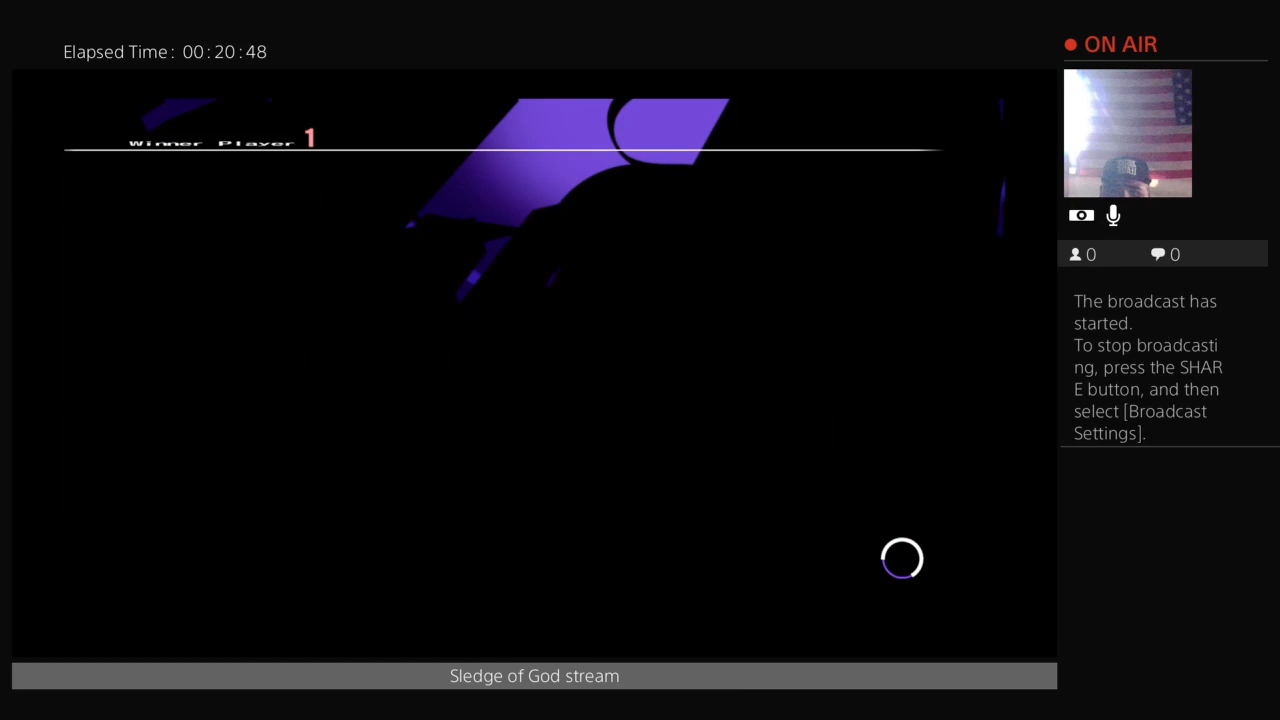 Elapsed Time: 00:20:48
ON AIR
Winner Player 1
0 0
The broadcast has
started.
To stop broadcasti
ng, press the SHAR
E button, and then
select [Broadcast
Settings].
Sledge of God stream